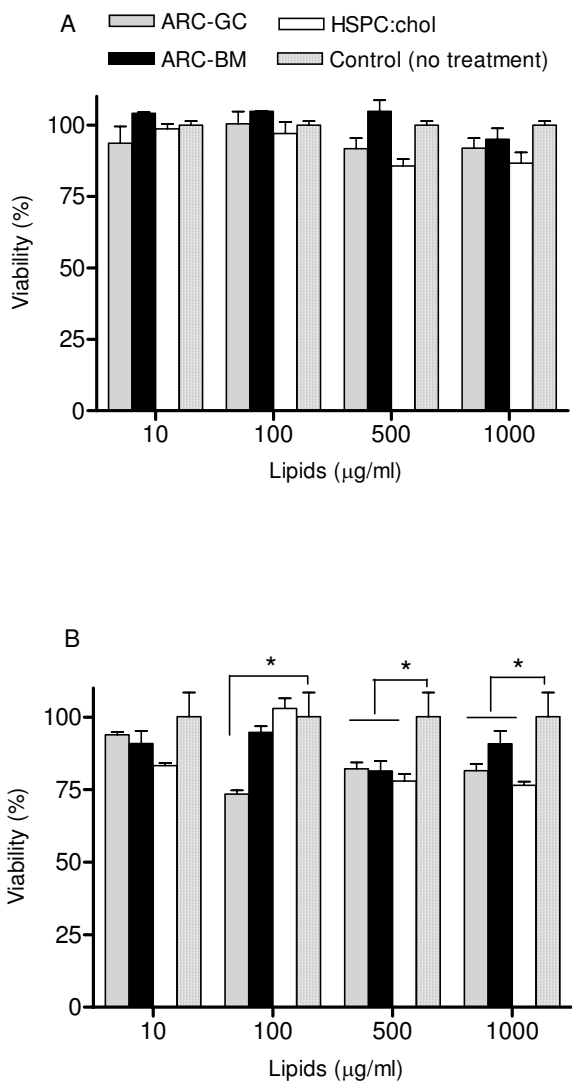 A
ARC-GC HSPC:chol
ARC-BM Control (no treatment)
100
75
50
25
0
Viability (%)
10 100 500 1000
Lipids (μg/ml)
B
* * *
100
75
50
25
0
Viability (%)
10 100 500 1000
Lipids (μg/ml)